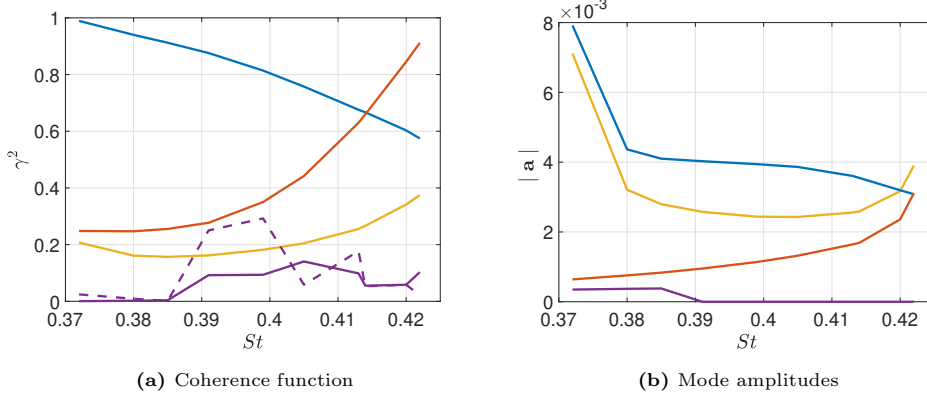 1
0.8
0.6
0.4
0.2
0
γ²
0.37 0.38 0.39 0.4 0.41 0.42
St
(a) Coherence function
×10⁻³
8
6
4
2
0
| a |
0.37 0.38 0.39 0.4 0.41 0.42
St
(b) Mode amplitudes